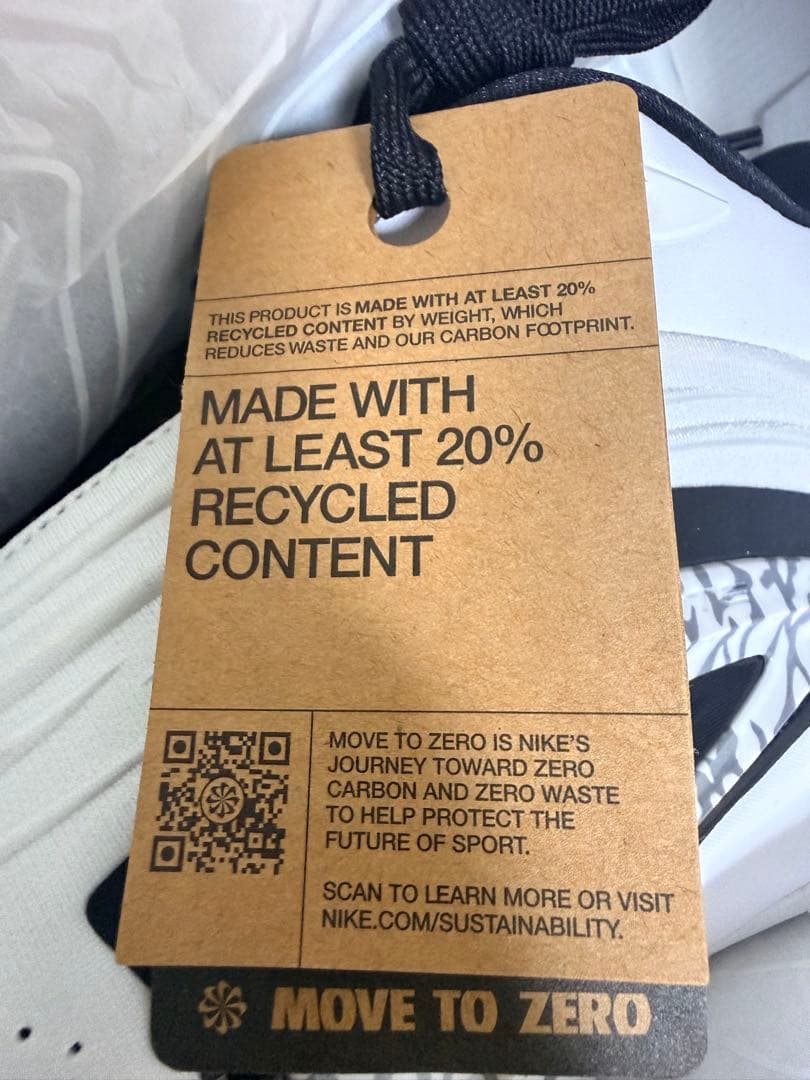 THIS PRODUCT IS MADE WITH AT LEAST 20%
RECYCLED CONTENT BY WEIGHT, WHICH
REDUCES WASTE AND OUR CARBON FOOTPRINT.
MADE WITH
AT LEAST 20%
RECYCLED
CONTENT
MOVE TO ZERO IS NIKE'S
JOURNEY TOWARD ZERO
CARBON AND ZERO WASTE
TO HELP PROTECT THE
FUTURE OF SPORT.
SCAN TO LEARN MORE OR VISIT
NIKE.COM/SUSTAINABILITY.
MOVE TO ZERO